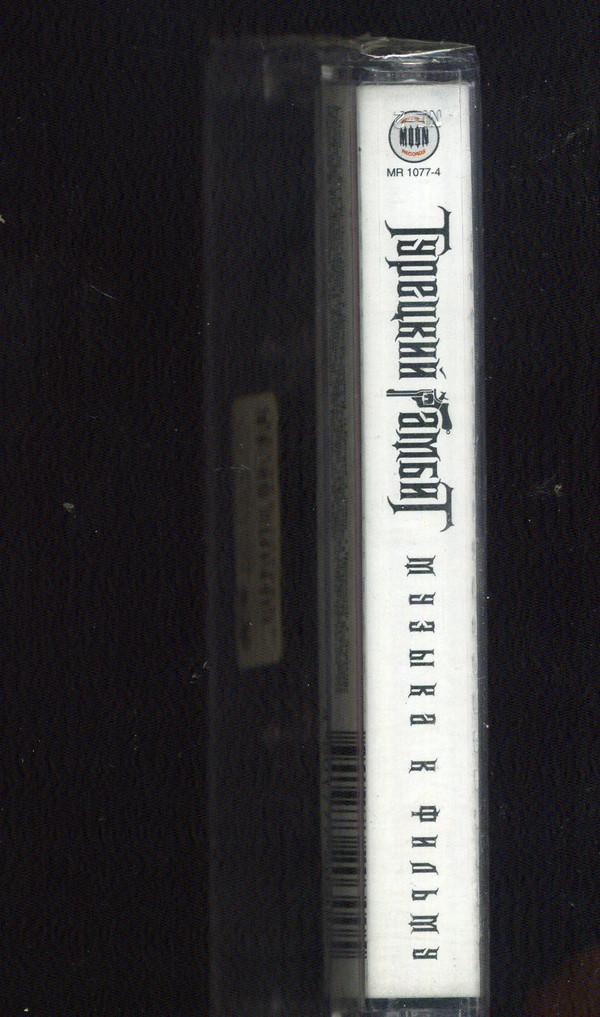 MOON
RECORDS
MR 1077-4
Турецкий Гамбит
музыка к фильму